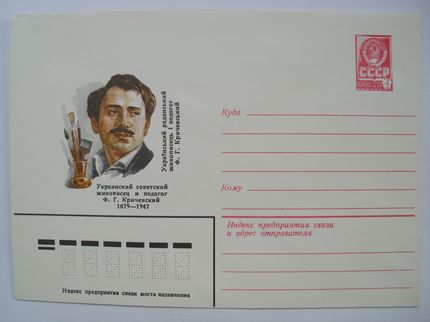 СССР
Український радянський
живописець і педагог
Ф. Г. Кричевський
Украинский советский
живописец и педагог
Ф. Г. Кричевский
1879—1947
Куда
Кому
Индекс предприятия связи
и адрес отправителя
Индекс предприятия связи места назначения